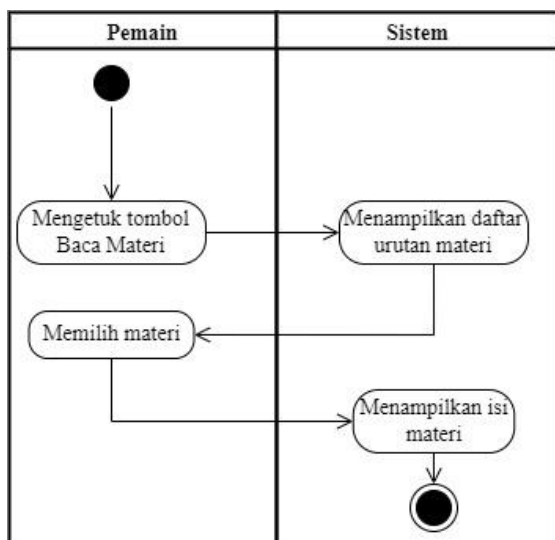 Pemain
Sistem
Mengetuk tombol
Baca Materi
Menampilkan daftar
urutan materi
Memilih materi
Menampilkan isi
materi